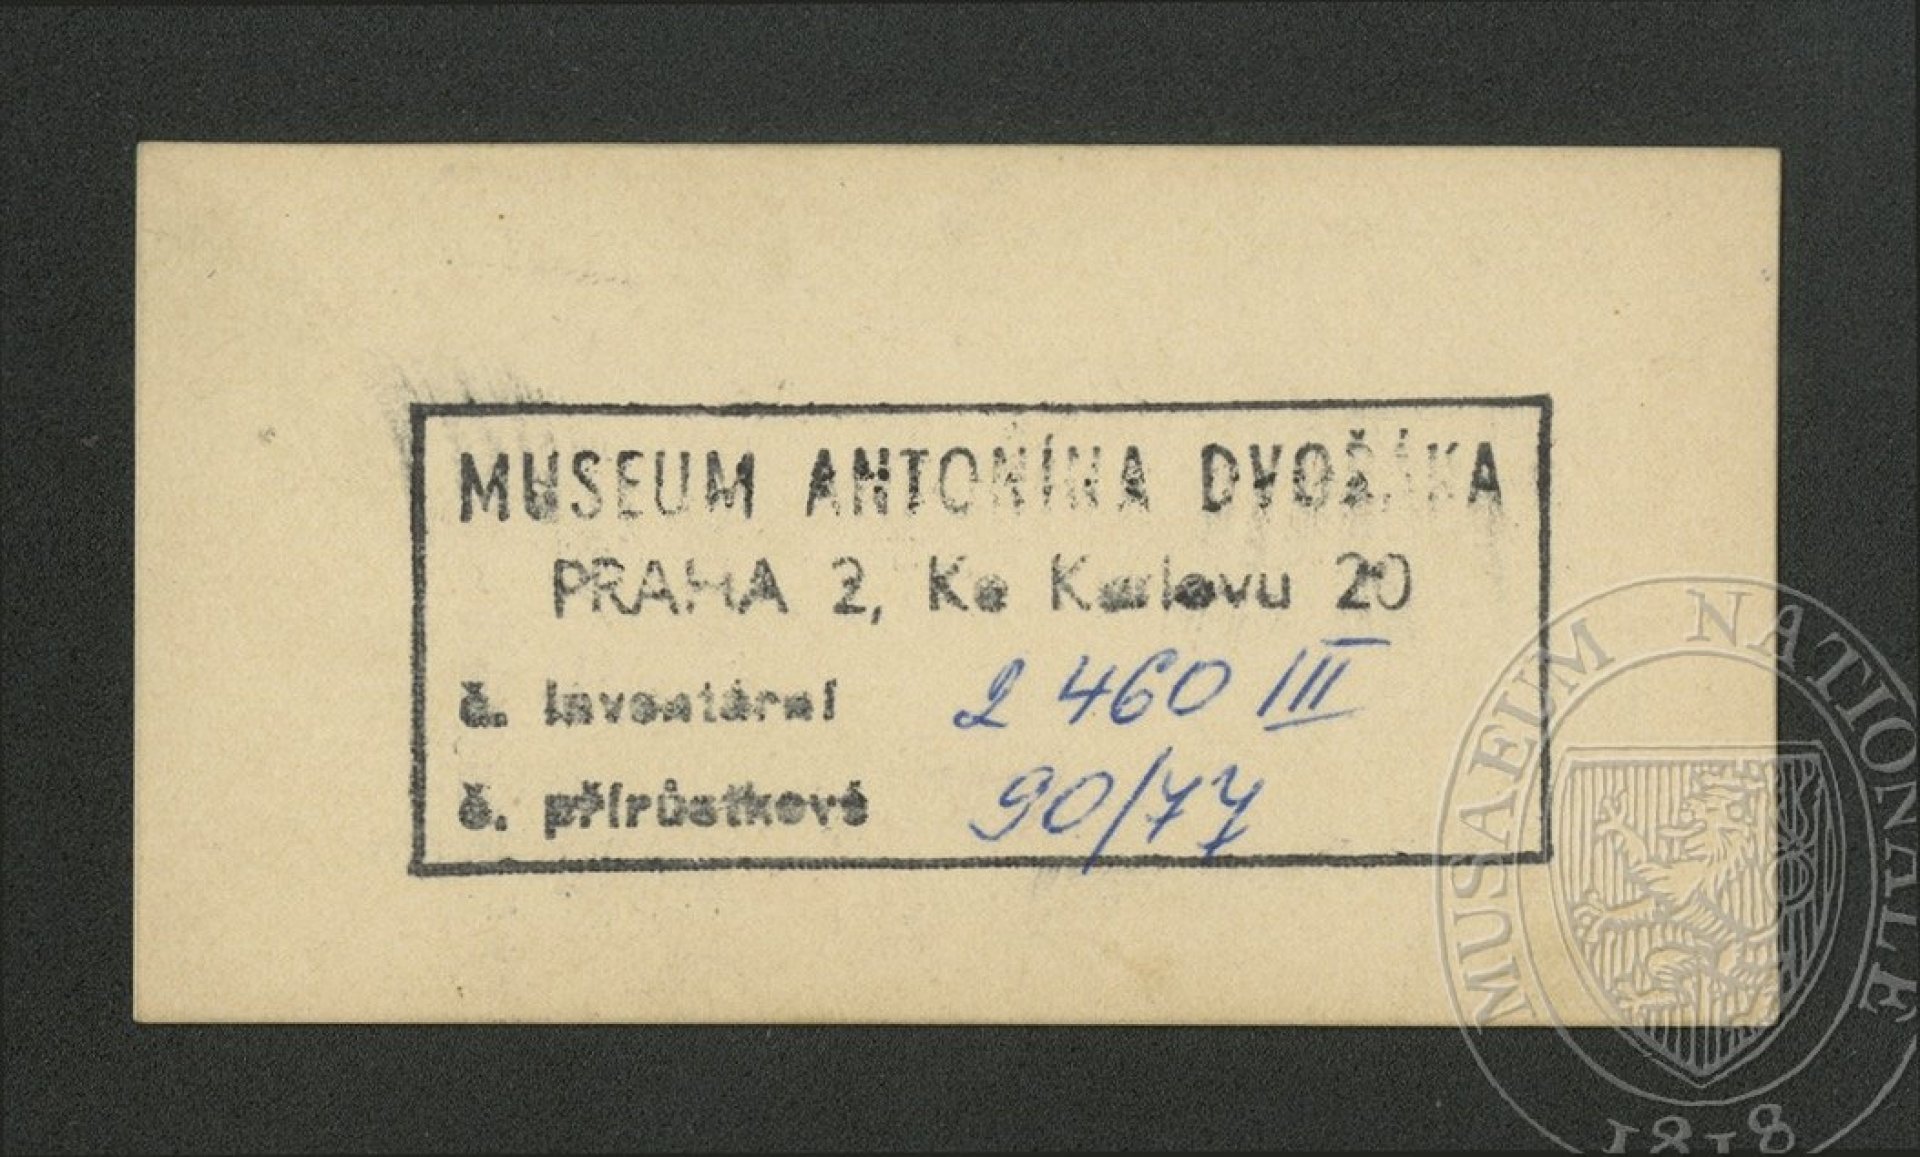 MUSEUM ANTONÍNA DVOŘÁKA
PRAHA 2, Ke Karlovu 20
č. inventární 2 460 III
č. přírůstkové 90/77
MUSAEUM NATIONALE
1818